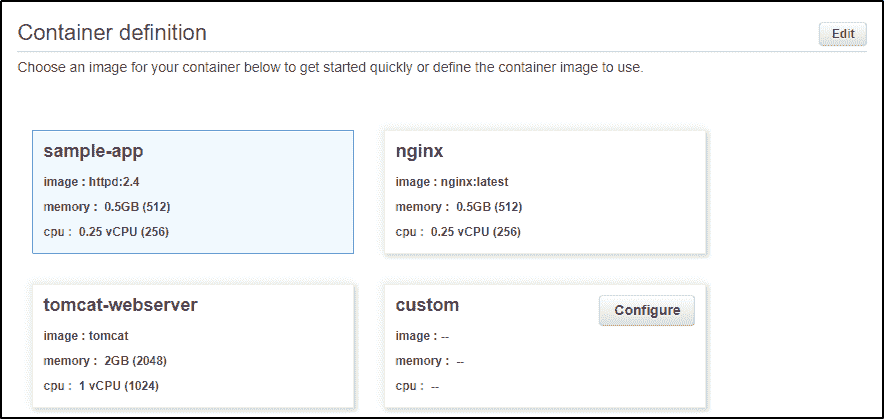 Container definition
Edit
Choose an image for your container below to get started quickly or define the container image to use.
sample-app
image : httpd:2.4
memory : 0.5GB (512)
cpu : 0.25 vCPU (256)
nginx
image : nginx:latest
memory : 0.5GB (512)
cpu : 0.25 vCPU (256)
tomcat-webserver
image : tomcat
memory : 2GB (2048)
cpu : 1 vCPU (1024)
custom
Configure
image : --
memory : --
cpu : --